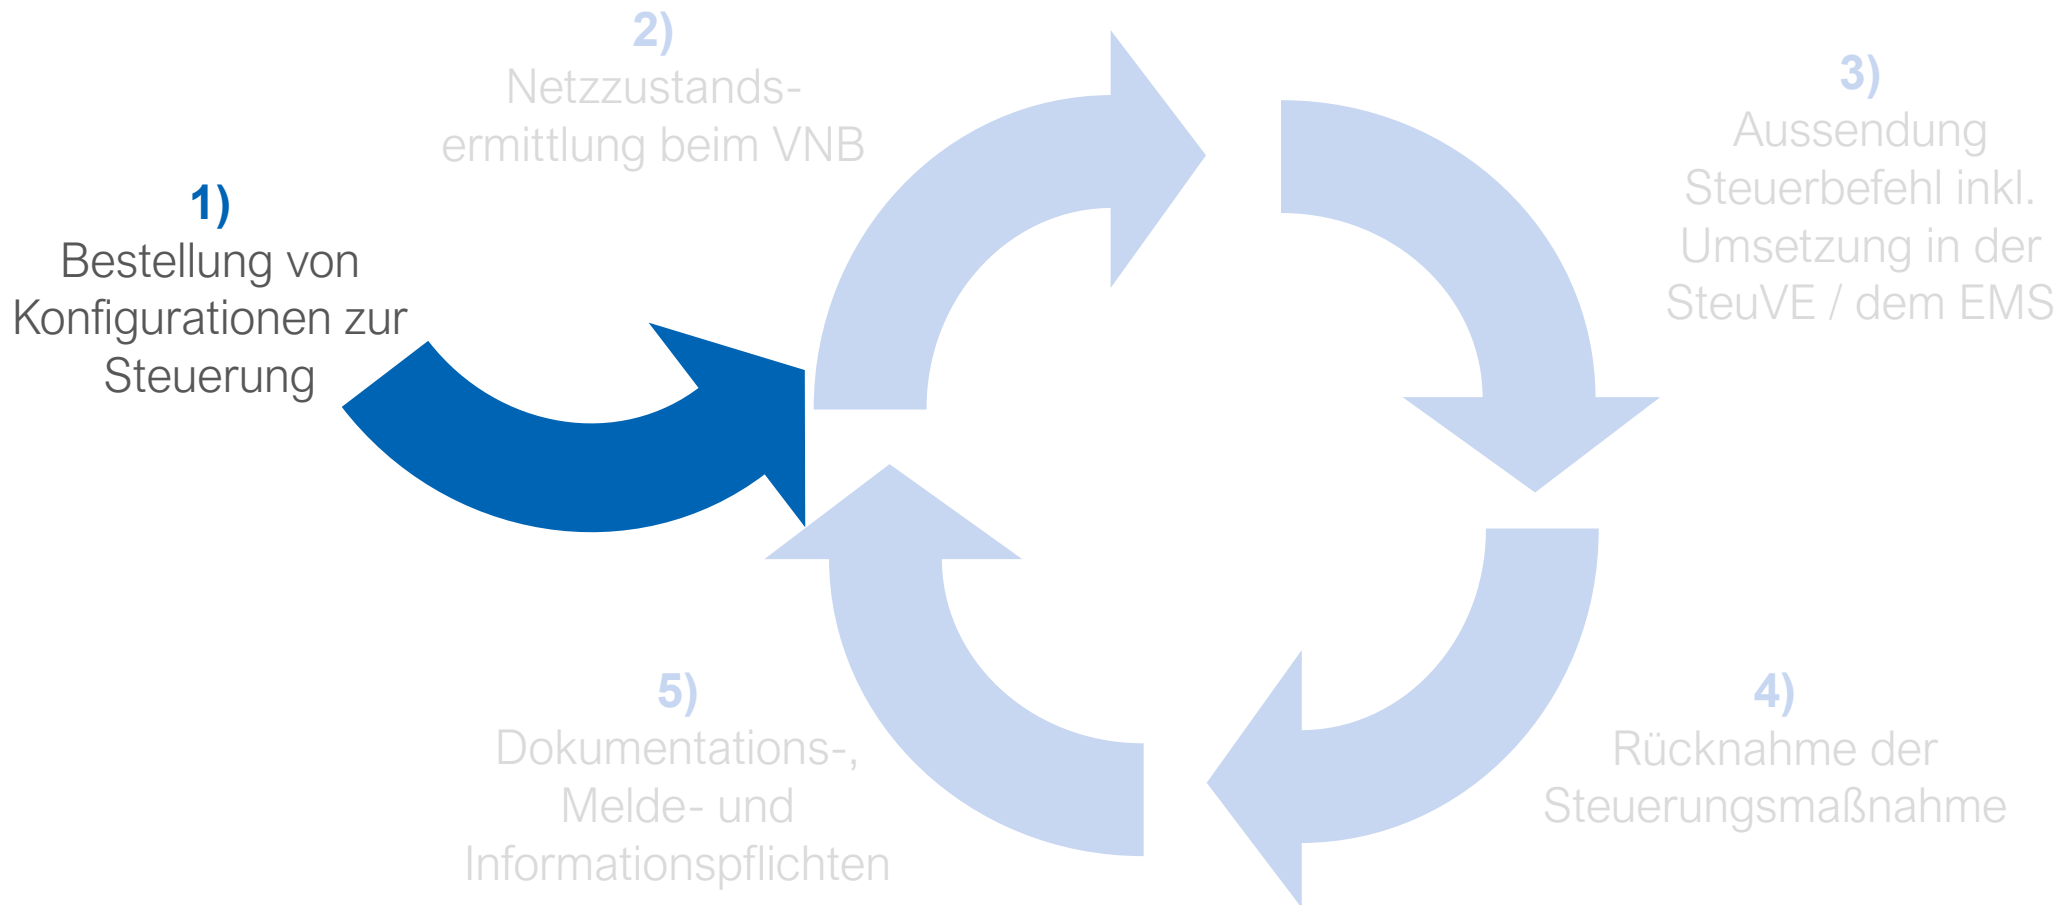 1)
Bestellung von
Konfigurationen zur
Steuerung
2)
Netzzustands-
ermittlung beim VNB
3)
Aussendung
Steuerbefehl inkl.
Umsetzung in der
SteuVE / dem EMS
4)
Rücknahme der
Steuerungsmaßnahme
5)
Dokumentations-,
Melde- und
Informationspflichten